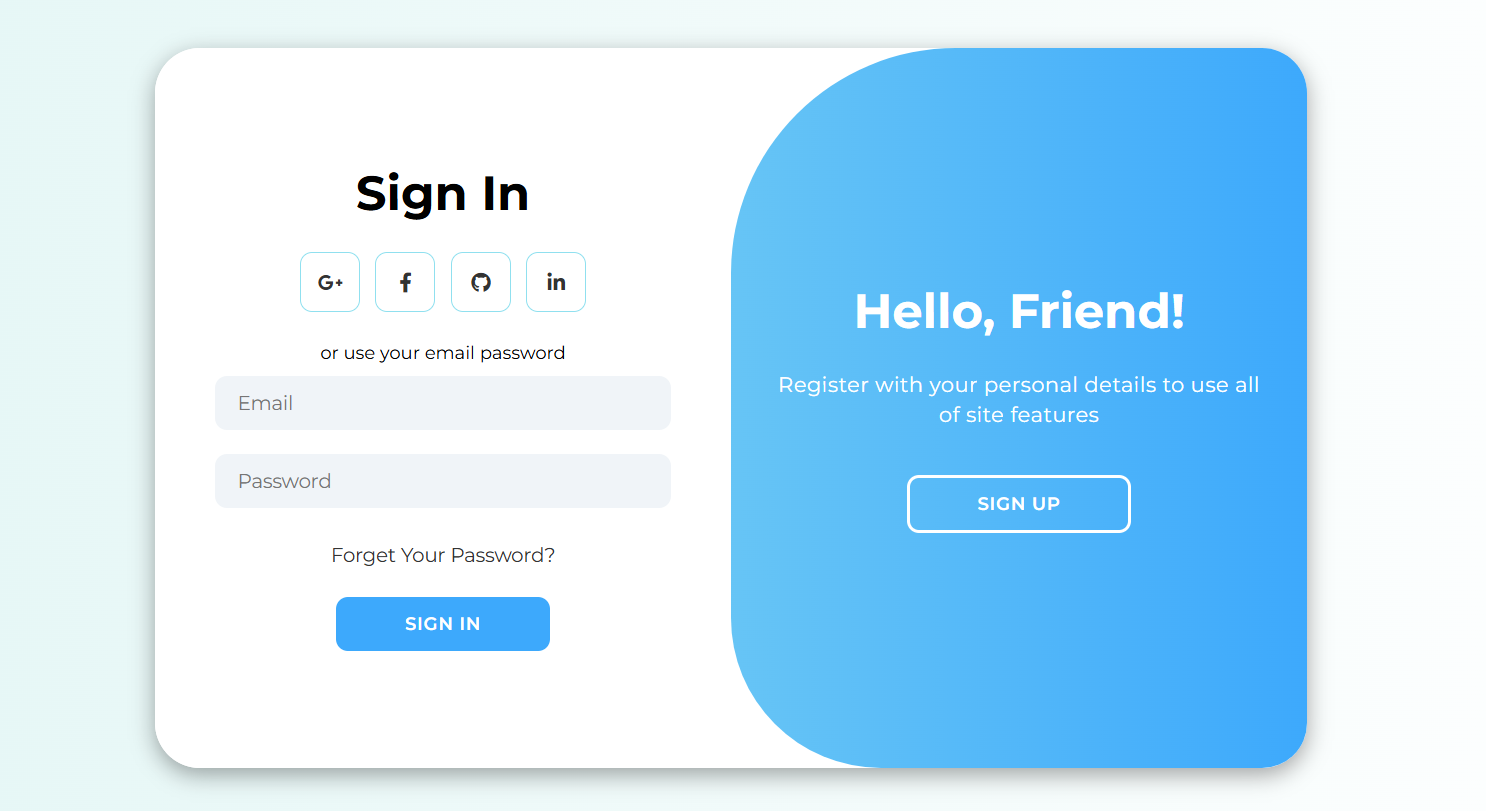 Sign In
G+ f in
or use your email password
Email
Password
Forget Your Password?
SIGN IN
Hello, Friend!
Register with your personal details to use all
of site features
SIGN UP